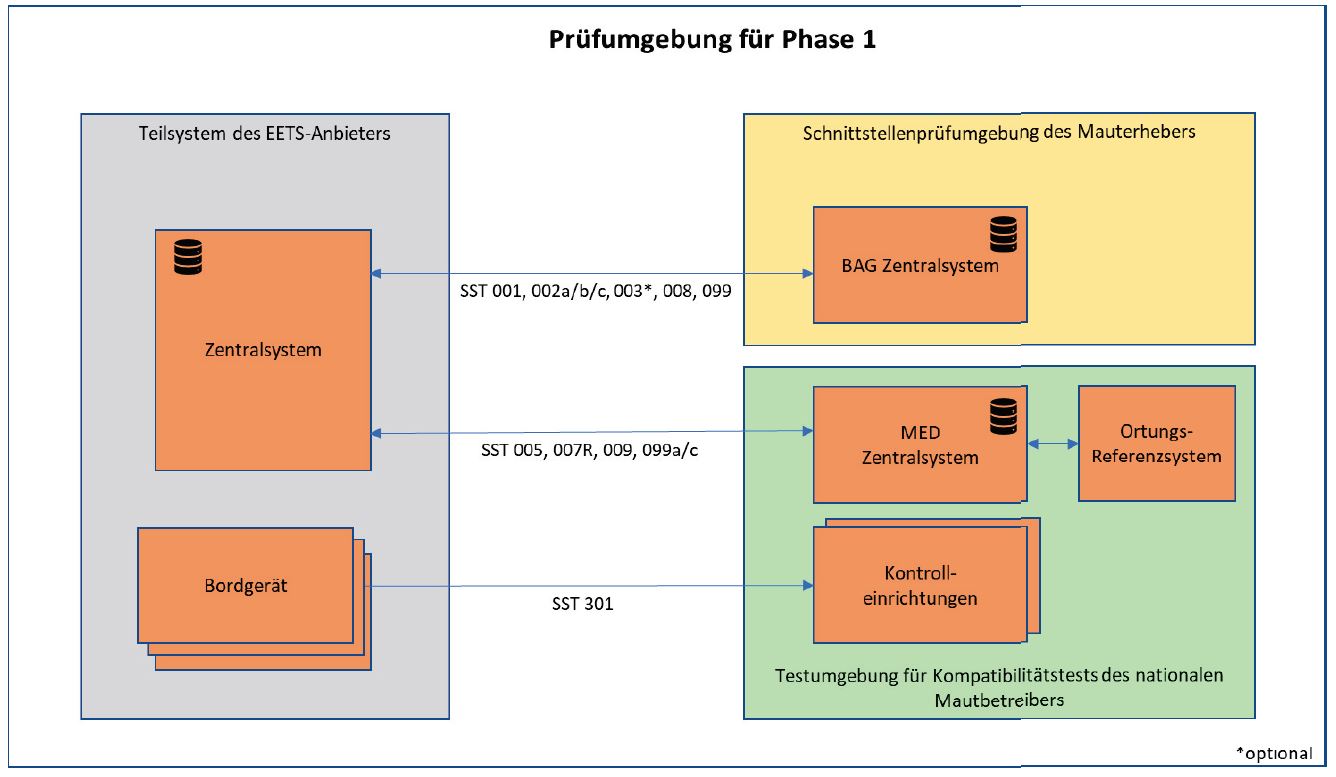 Prüfumgebung für Phase 1
Teilsystem des EETS-Anbieters
Zentralsystem
Bordgerät
SST 001, 002a/b/c, 003*, 008, 099
SST 005, 007R, 009, 099a/c
SST 301
Schnittstellenprüfumgebung des Mauterhebers
BAG Zentralsystem
MED
Zentralsystem
Ortungs-
Referenzsystem
Kontroll-
einrichtungen
Testumgebung für Kompatibilitätstests des nationalen
Mautbetreibers
*optional